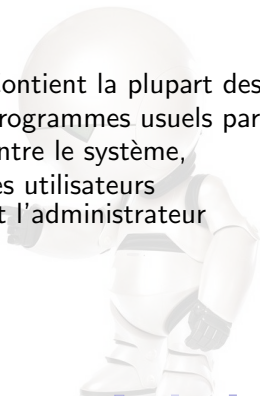 ontient la plupart des
rogrammes usuels par
ntre le système,
es utilisateurs
t l'administrateur